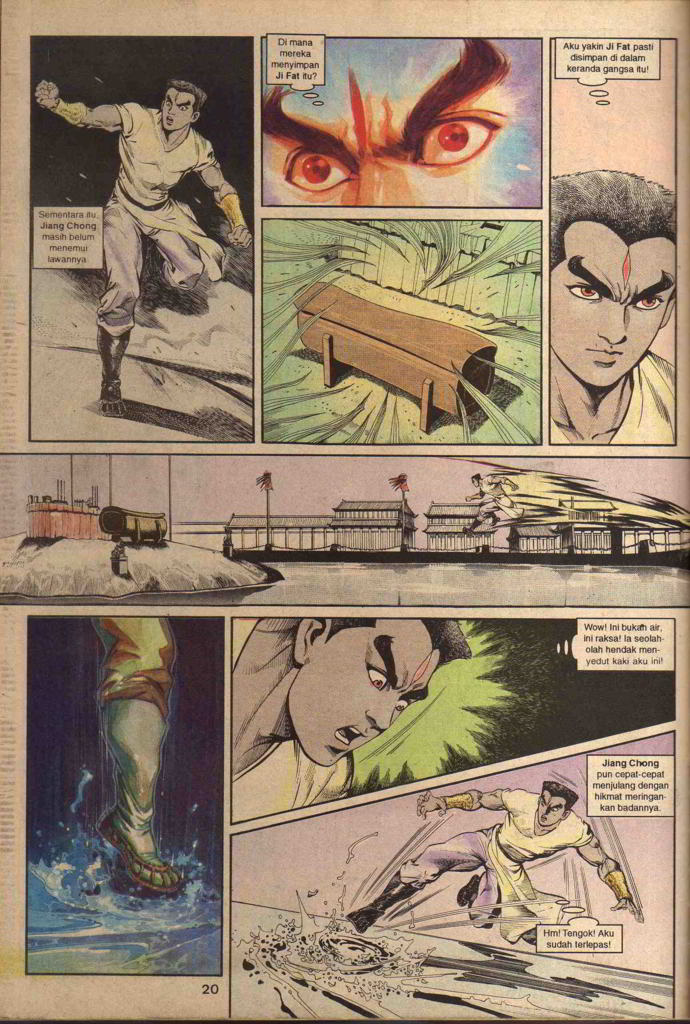 Sementara itu,
Jiang Chong
masih belum
menemui
lawannya.
Di mana
mereka
menyimpan
Ji Fat itu?
Aku yakin Ji Fat pasti
disimpan di dalam
keranda gangsa itu!
Wow! Ini bukan air,
ini raksa! Ia seolah-
olah hendak men-
yedut kaki aku ini!
Jiang Chong
pun cepat-cepat
menjulang dengan
hikmat meringan-
kan badannya.
Hm! Tengok! Aku
sudah terlepas!
20